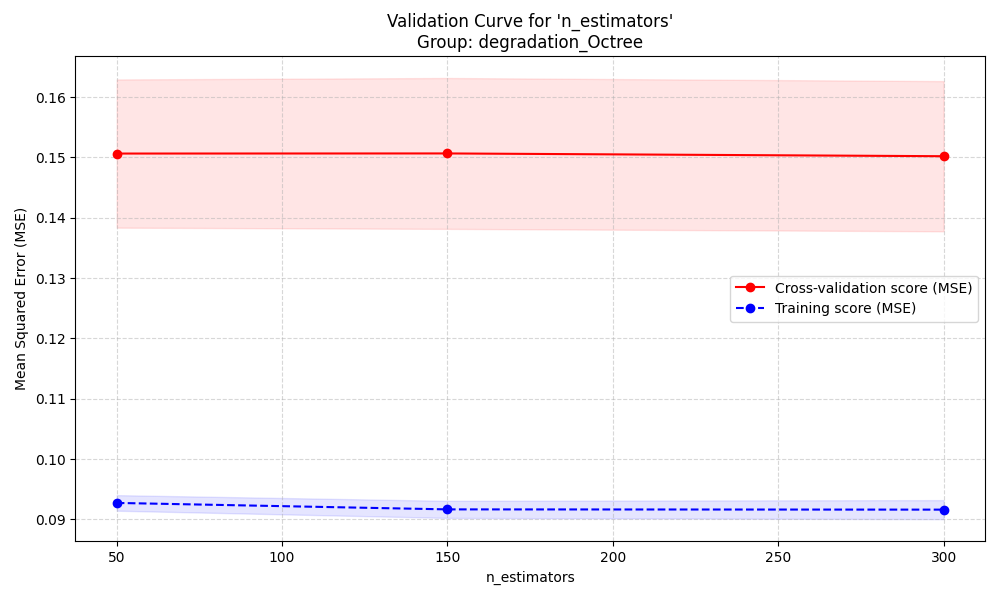 Validation Curve for 'n_estimators'
Group: degradation_Octree
Mean Squared Error (MSE)
0.16
0.15
0.14
0.13
0.12
0.11
0.10
0.09
Cross-validation score (MSE)
Training score (MSE)
50
100
150
200
250
300
n_estimators